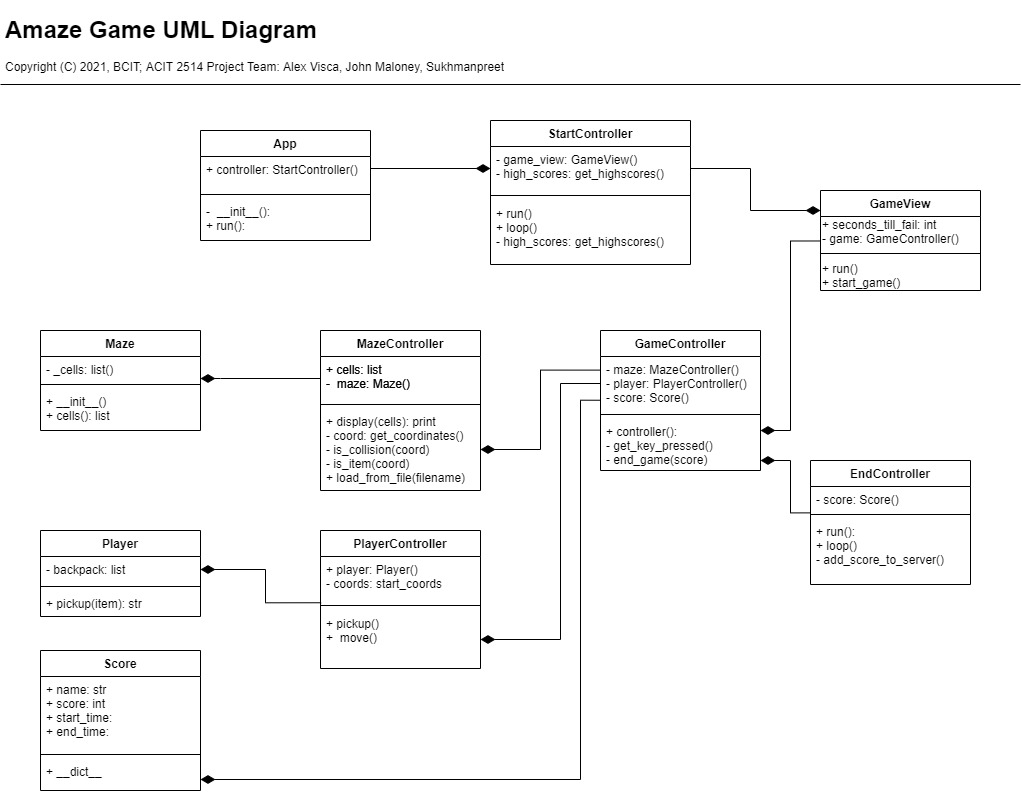 Amaze Game UML Diagram
Copyright (C) 2021, BCIT; ACIT 2514 Project Team: Alex Visca, John Maloney, Sukhmanpreet
App
+ controller: StartController()
- __init__():
+ run():
StartController
- game_view: GameView()
- high_scores: get_highscores()
+ run()
+ loop()
- high_scores: get_highscores()
GameView
+ seconds_till_fail: int
- game: GameController()
+ run()
+ start_game()
Maze
- _cells: list()
+ __init__()
+ cells(): list
MazeController
+ cells: list
- maze: Maze()
+ display(cells): print
- coord: get_coordinates()
- is_collision(coord)
- is_item(coord)
+ load_from_file(filename)
GameController
- maze: MazeController()
- player: PlayerController()
- score: Score()
+ controller():
- get_key_pressed()
- end_game(score)
EndController
- score: Score()
+ run():
+ loop()
- add_score_to_server()
Player
- backpack: list
+ pickup(item): str
PlayerController
+ player: Player()
- coords: start_coords
+ pickup()
+ move()
Score
+ name: str
+ score: int
+ start_time:
+ end_time:
+ __dict__